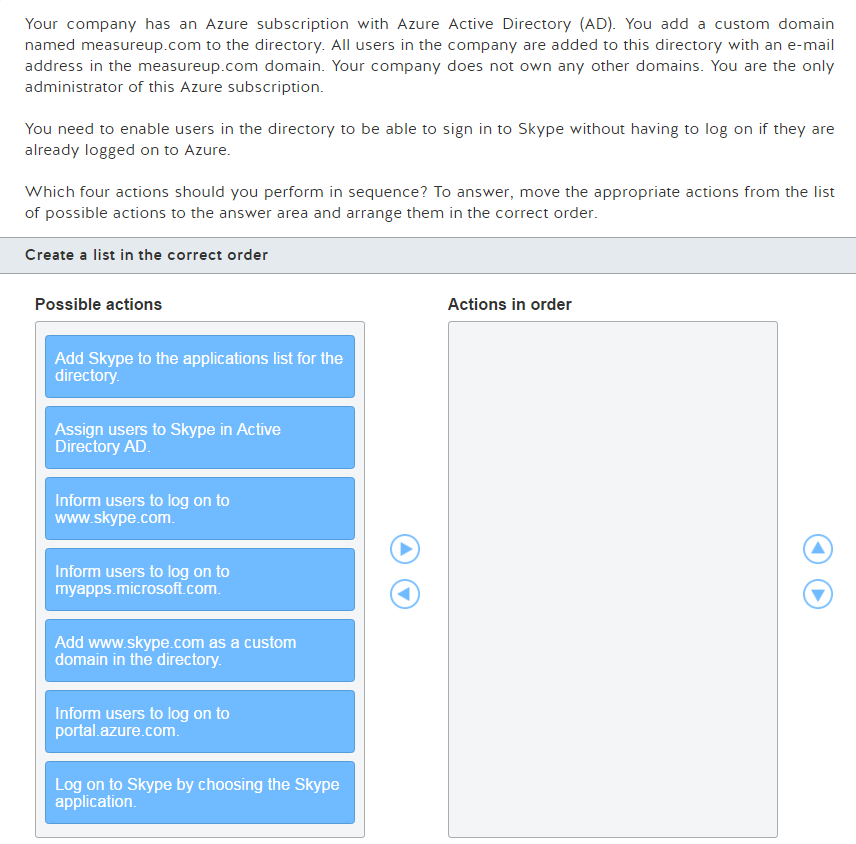 Your company has an Azure subscription with Azure Active Directory (AD). You add a custom domain
named measureup.com to the directory. All users in the company are added to this directory with an e-mail
address in the measureup.com domain. Your company does not own any other domains. You are the only
administrator of this Azure subscription.
You need to enable users in the directory to be able to sign in to Skype without having to log on if they are
already logged on to Azure.
Which four actions should you perform in sequence? To answer, move the appropriate actions from the list
of possible actions to the answer area and arrange them in the correct order.
Create a list in the correct order
Possible actions
Actions in order
Add Skype to the applications list for the
directory.
Assign users to Skype in Active
Directory AD.
Inform users to log on to
www.skype.com.
Inform users to log on to
myapps.microsoft.com.
Add www.skype.com as a custom
domain in the directory.
Inform users to log on to
portal.azure.com.
Log on to Skype by choosing the Skype
application.